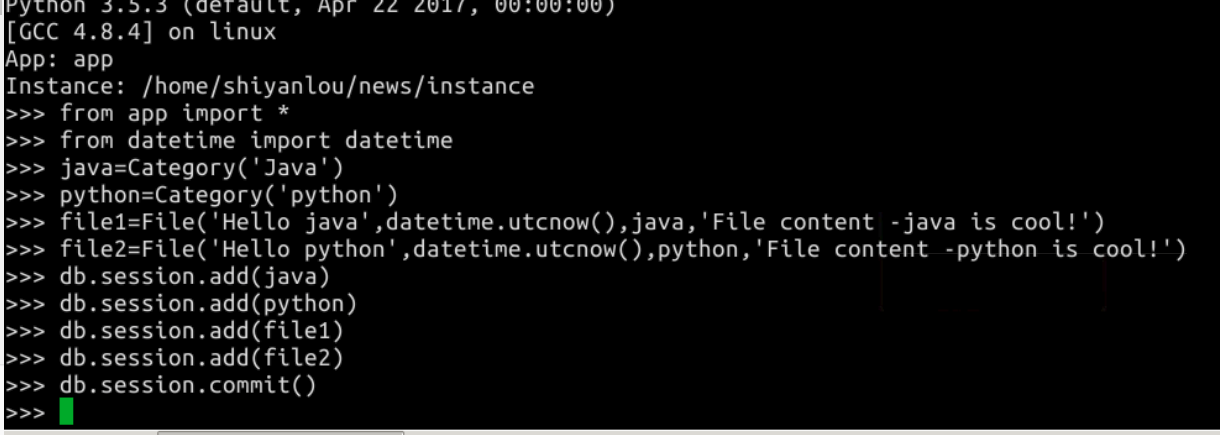 Python 3.5.3 (default, Apr 22 2017, 00:00:00)
[GCC 4.8.4] on linux
App: app
Instance: /home/shiyanlou/news/instance
>>> from app import *
>>> from datetime import datetime
>>> java=Category('Java')
>>> python=Category('python')
>>> file1=File('Hello java',datetime.utcnow(),java,'File content -java is cool!')
>>> file2=File('Hello python',datetime.utcnow(),python,'File content -python is cool!')
>>> db.session.add(java)
>>> db.session.add(python)
>>> db.session.add(file1)
>>> db.session.add(file2)
>>> db.session.commit()
>>>